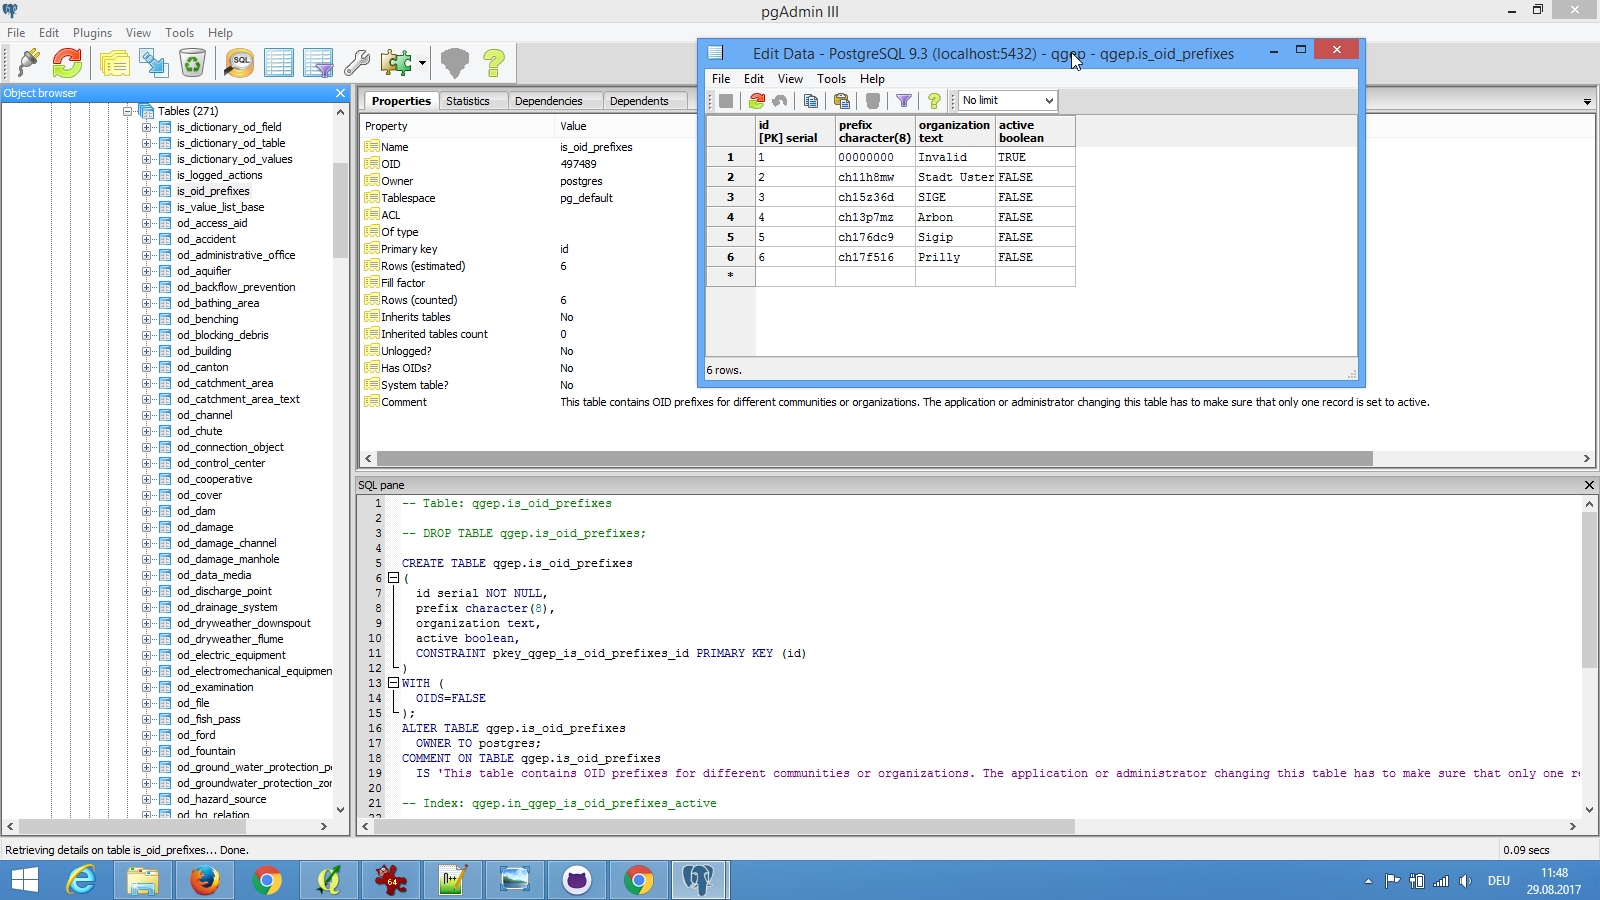 pgAdmin III
File Edit Plugins View Tools Help
SQL
Object browser
Tables (271)
is_dictionary_od_field
is_dictionary_od_table
is_dictionary_od_values
is_logged_actions
is_oid_prefixes
is_value_list_base
od_access_aid
od_accident
od_administrative_office
od_aquifier
od_backflow_prevention
od_bathing_area
od_benching
od_blocking_debris
od_building
od_canton
od_catchment_area
od_catchment_area_text
od_channel
od_chute
od_connection_object
od_control_center
od_cooperative
od_cover
od_dam
od_damage
od_damage_channel
od_damage_manhole
od_data_media
od_discharge_point
od_drainage_system
od_dryweather_downspout
od_dryweather_flume
od_electric_equipment
od_electromechanical_equipmen
od_examination
od_file
od_fish_pass
od_ford
od_fountain
od_ground_water_protection_pe
od_groundwater_protection_zor
od_hazard_source
od_hq_relation
Properties Statistics Dependencies Dependents
Property Value
Name is_oid_prefixes
OID 497489
Owner postgres
Tablespace pg_default
ACL
Of type
Primary key id
Rows (estimated) 6
Fill factor
Rows (counted) 6
Inherits tables No
Inherited tables count 0
Unlogged? No
Has OIDs? No
System table? No
Comment This table contains OID prefixes for different communities or organizations. The application or administrator changing this table has to make sure that only one record is set to active.
Edit Data - PostgreSQL 9.3 (localhost:5432) - qgep - qgep.is_oid_prefixes
File Edit View Tools Help
No limit
id prefix organization active
[PK] serial character(8) text boolean
1 1 00000000 Invalid TRUE
2 2 ch11h8mw Stadt Uster FALSE
3 3 ch15z36d SIGE FALSE
4 4 ch13p7mz Arbon FALSE
5 5 ch176dc9 Sigip FALSE
6 6 ch17f516 Prilly FALSE
*
6 rows.
SQL pane
1 -- Table: qgep.is_oid_prefixes
2
3 -- DROP TABLE qgep.is_oid_prefixes;
4
5 CREATE TABLE qgep.is_oid_prefixes
6 (
7 id serial NOT NULL,
8 prefix character(8),
9 organization text,
10 active boolean,
11 CONSTRAINT pkey_qgep_is_oid_prefixes_id PRIMARY KEY (id)
12 )
13 WITH (
14 OIDS=FALSE
15 );
16 ALTER TABLE qgep.is_oid_prefixes
17 OWNER TO postgres;
18 COMMENT ON TABLE qgep.is_oid_prefixes
19 IS 'This table contains OID prefixes for different communities or organizations. The application or administrator changing this table has to make sure that only one re
20
21 -- Index: qgep.in_qgep_is_oid_prefixes_active
Retrieving details on table is_oid_prefixes... Done.
0.09 secs
64
DEU
11:48
29.08.2017